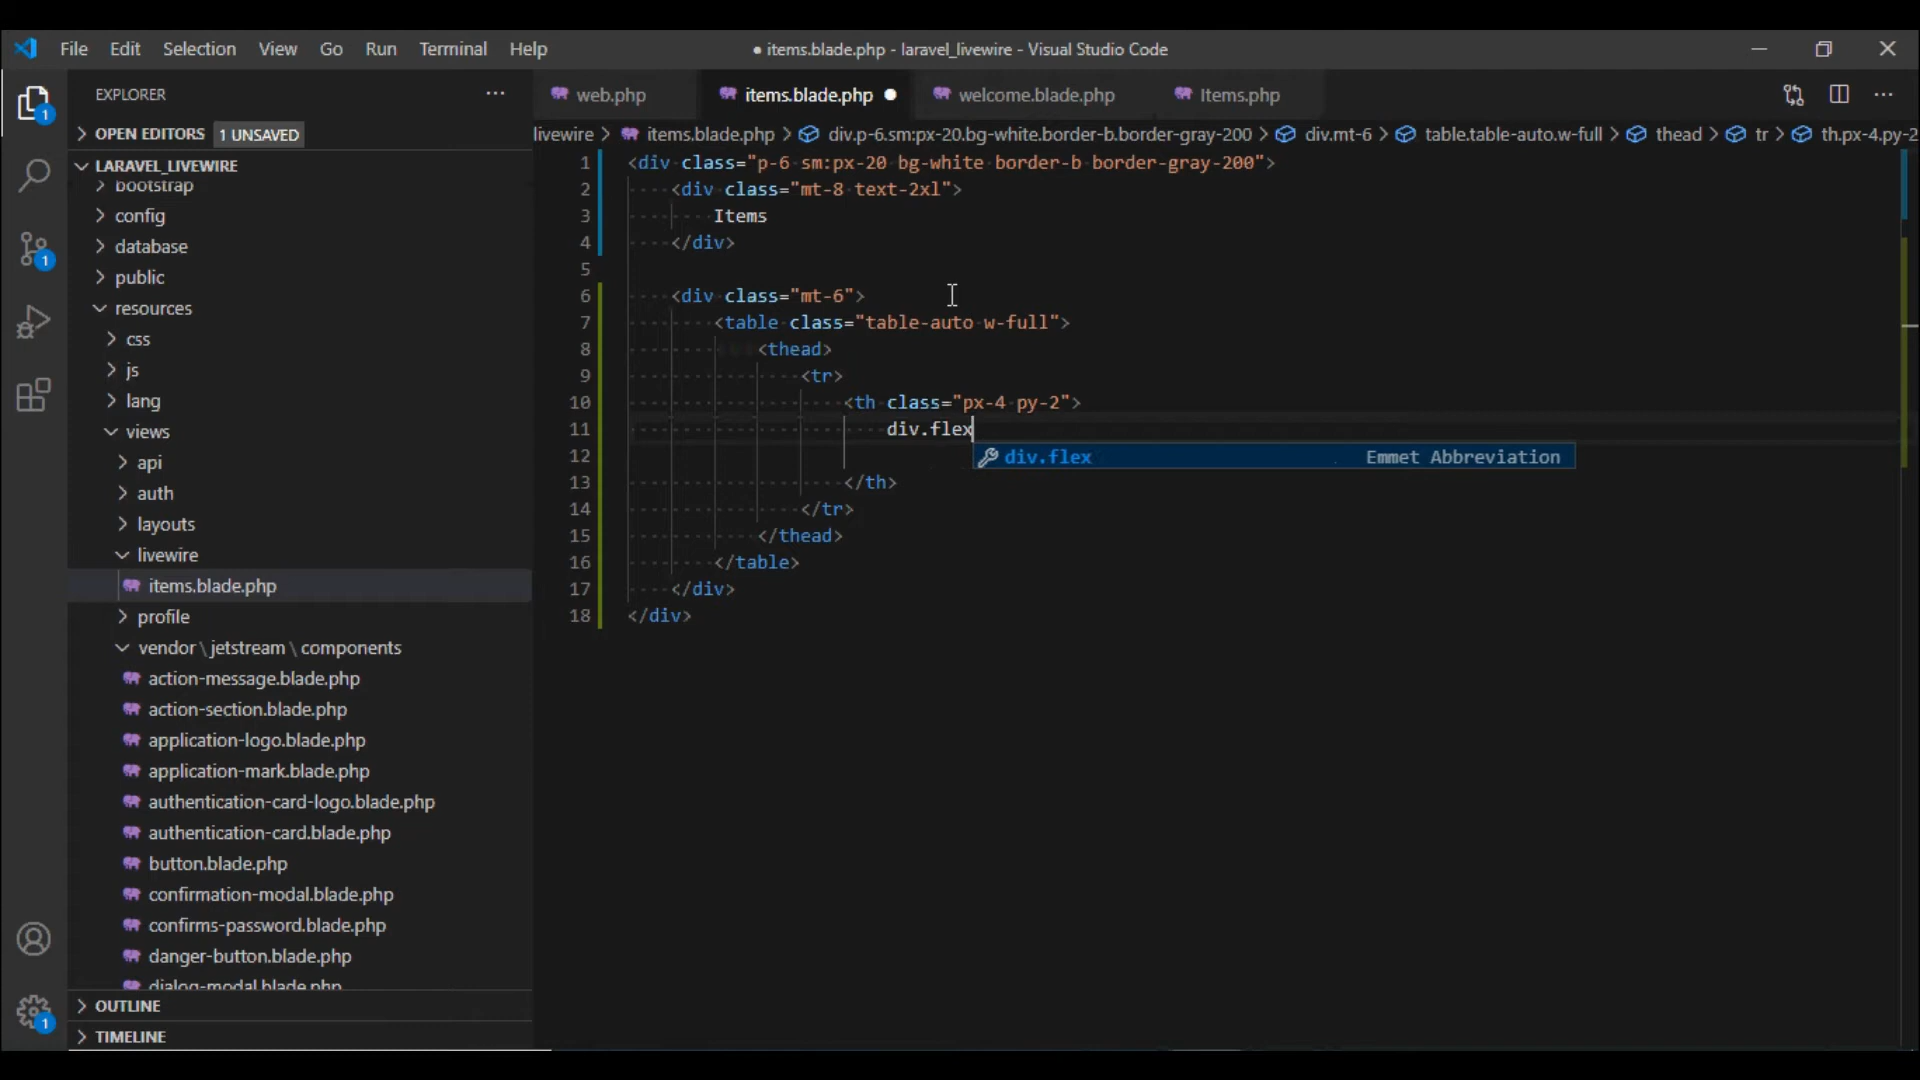 File Edit Selection View Go Run Terminal Help
● items.blade.php - laravel_livewire - Visual Studio Code
EXPLORER
web.php
items.blade.php
welcome.blade.php
Items.php
OPEN EDITORS 1 UNSAVED
livewire > items.blade.php > div.p-6.sm:px-20.bg-white.border-b.border-gray-200 > div.mt-6 > table.table-auto.w-full > thead > tr > th.px-4.py-2
LARAVEL_LIVEWIRE
bootstrap
config
database
public
resources
css
js
lang
views
api
auth
layouts
livewire
items.blade.php
profile
vendor\jetstream\components
action-message.blade.php
action-section.blade.php
application-logo.blade.php
application-mark.blade.php
authentication-card-logo.blade.php
authentication-card.blade.php
button.blade.php
confirmation-modal.blade.php
confirms-password.blade.php
danger-button.blade.php
dialog-modal.blade.php
OUTLINE
TIMELINE
1 <div class="p-6 sm:px-20 bg-white border-b border-gray-200">
2 <div class="mt-8 text-2xl">
3 Items
4 </div>
5
6 <div class="mt-6">
7 <table class="table-auto w-full">
8 <thead>
9 <tr>
10 <th class="px-4 py-2">
11 div.flex
12
div.flex Emmet Abbreviation
13 </th>
14 </tr>
15 </thead>
16 </table>
17 </div>
18 </div>
1
1
1